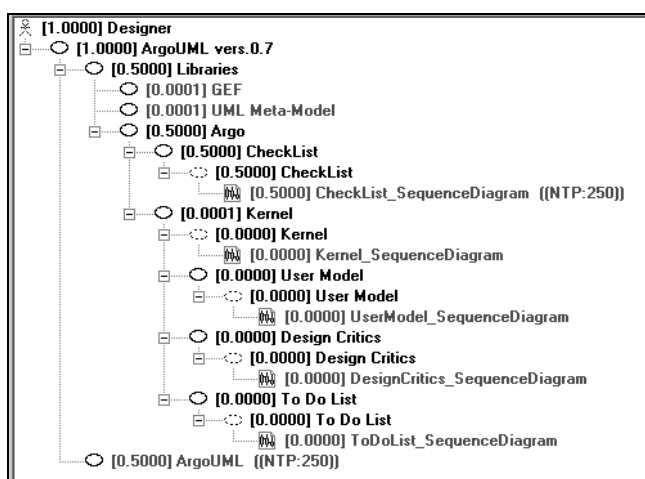 [1.0000] Designer
[1.0000] ArgoUML vers.0.7
[0.5000] Libraries
[0.0001] GEF
[0.0001] UML Meta-Model
[0.5000] Argo
[0.5000] CheckList
[0.5000] CheckList
[0.5000] CheckList_SequenceDiagram ((NTP:250))
[0.0001] Kernel
[0.0000] Kernel
[0.0000] Kernel_SequenceDiagram
[0.0000] User Model
[0.0000] User Model
[0.0000] UserModel_SequenceDiagram
[0.0000] Design Critics
[0.0000] Design Critics
[0.0000] DesignCritics_SequenceDiagram
[0.0000] To Do List
[0.0000] To Do List
[0.0000] ToDoList_SequenceDiagram
[0.5000] ArgoUML ((NTP:250))